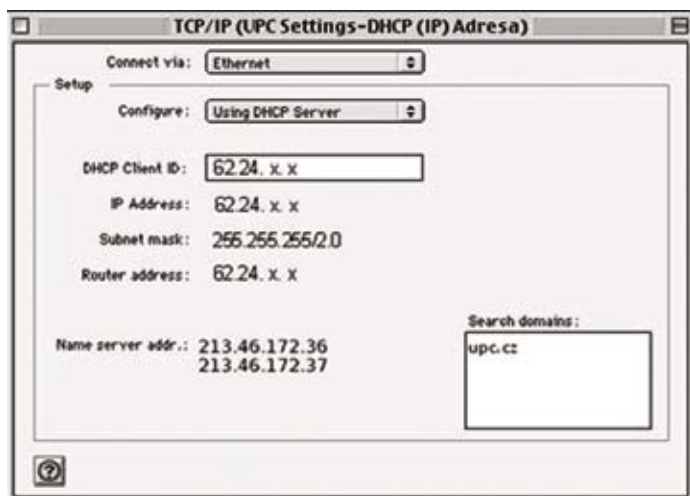 TCP/IP (UPC Settings-DHCP (IP) Adresa)
Connect via: Ethernet
Setup
Configure: Using DHCP Server
DHCP Client ID: 62.24. x. x
IP Address: 62.24. x. x
Subnet mask: 255.255.255/2.0
Router address: 62.24. x. x
Name server addr.: 213.46.172.36
213.46.172.37
Search domains:
upc.cz
?